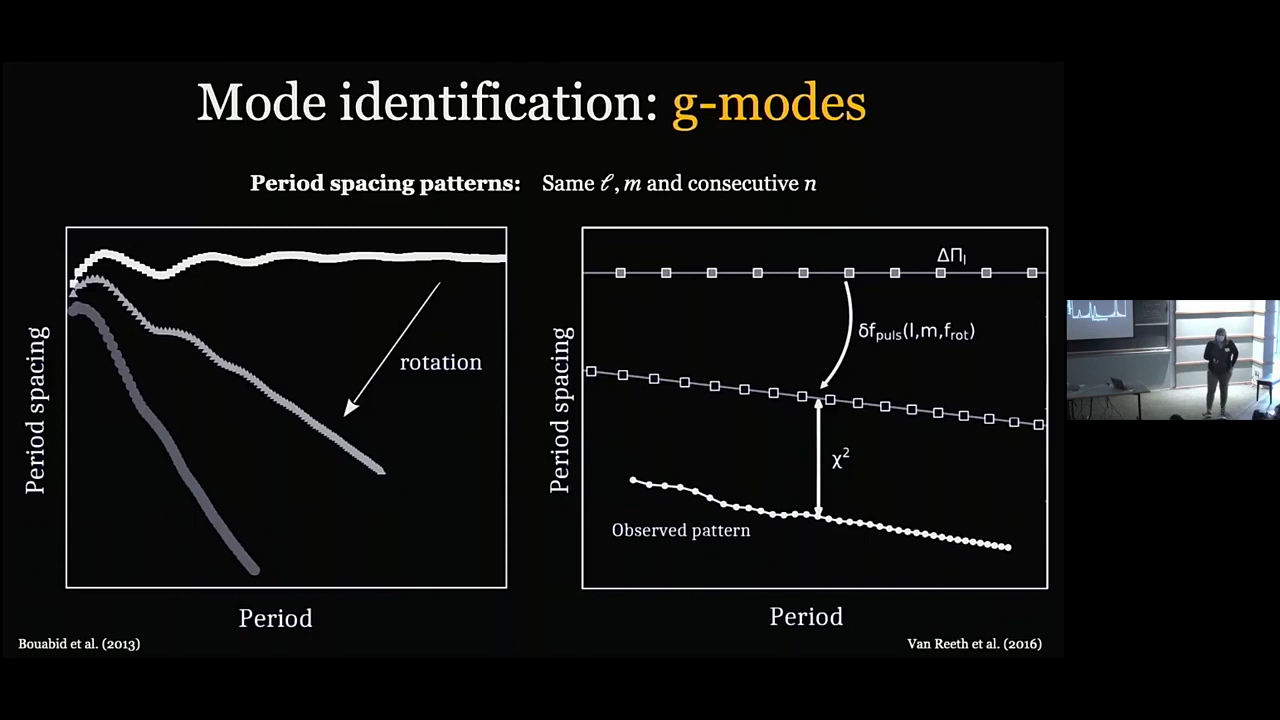 Mode identification: g-modes
Period spacing patterns: Same ℓ, m and consecutive n
Period spacing
rotation
Period
Bouabid et al. (2013)
Period spacing
ΔΠl
δfpuls(l,m,frot)
χ²
Observed pattern
Period
Van Reeth et al. (2016)